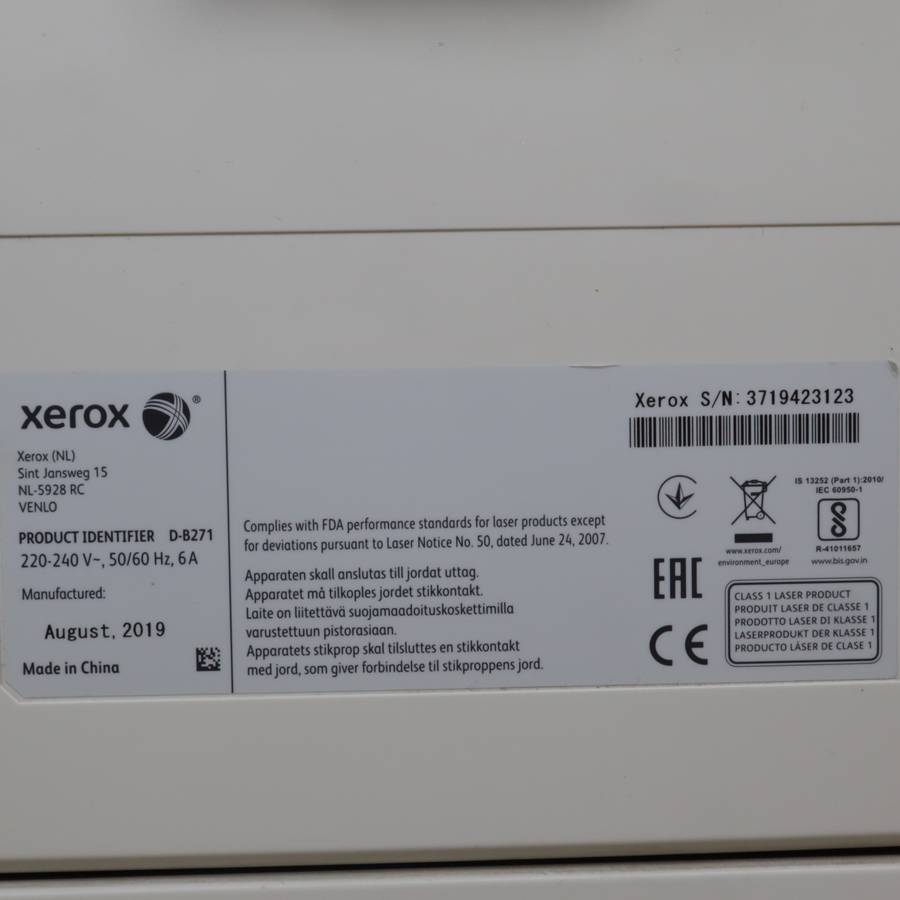 xerox ®
Xerox (NL)
Sint Jansweg 15
NL-5928 RC
VENLO
PRODUCT IDENTIFIER D-B271
220-240 V~, 50/60 Hz, 6 A
Manufactured:
August, 2019
Made in China
Complies with FDA performance standards for laser products except
for deviations pursuant to Laser Notice No. 50, dated June 24, 2007.
Apparaten skall anslutas till jordat uttag.
Apparatet må tilkoples jordet stikkontakt.
Laite on liitettävä suojamaadoituskoskettimilla
varustettuun pistorasiaan.
Apparatets stikprop skal tilsluttes en stikkontakt
med jord, som giver forbindelse til stikproppens jord.
Xerox S/N: 3719423123
IS 13252 (Part 1):2010/
IEC 60950-1
R-41011657
www.bis.gov.in
www.xerox.com/
environment_europe
EAC
CE
CLASS 1 LASER PRODUCT
PRODUIT LASER DE CLASSE 1
PRODOTTO LASER DI KLASSE 1
LASERPRODUKT DER KLASSE 1
PRODUCTO LÁSER DE CLASE 1